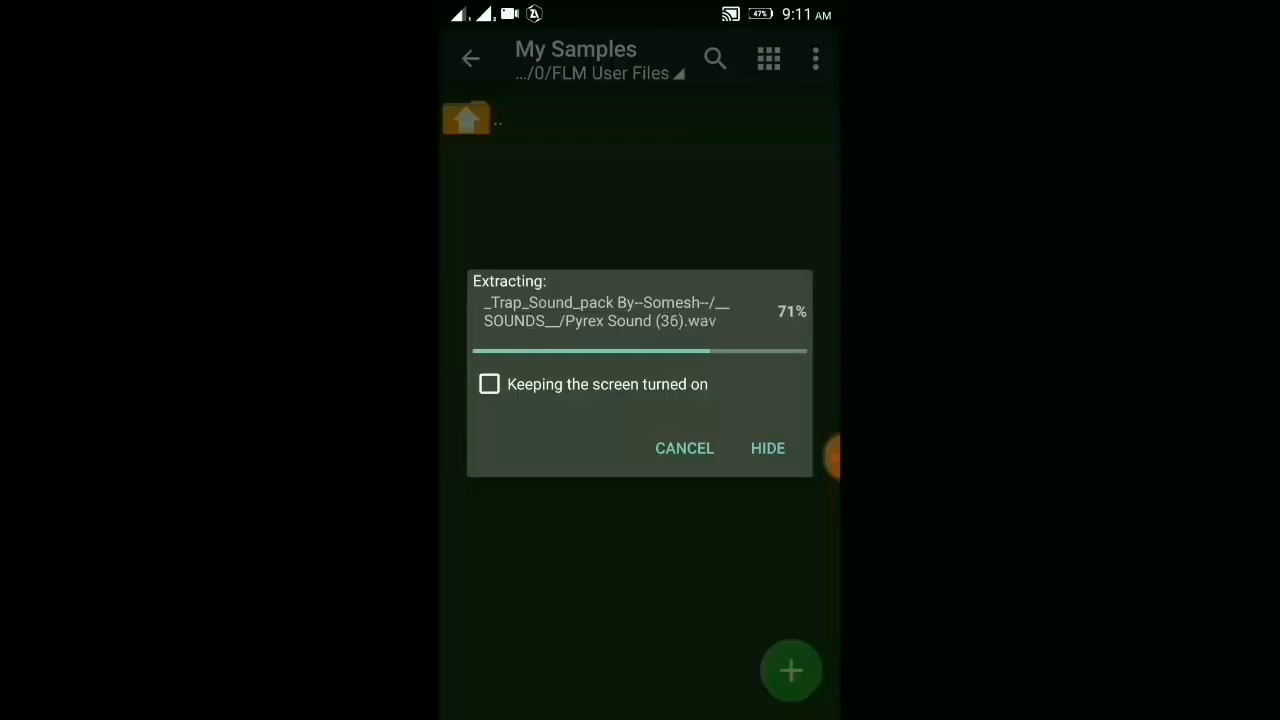 47%
9:11 AM
My Samples
.../0/FLM User Files
..
Extracting:
_Trap_Sound_pack By--Somesh--/__
SOUNDS__/Pyrex Sound (36).wav
71%
Keeping the screen turned on
CANCEL
HIDE